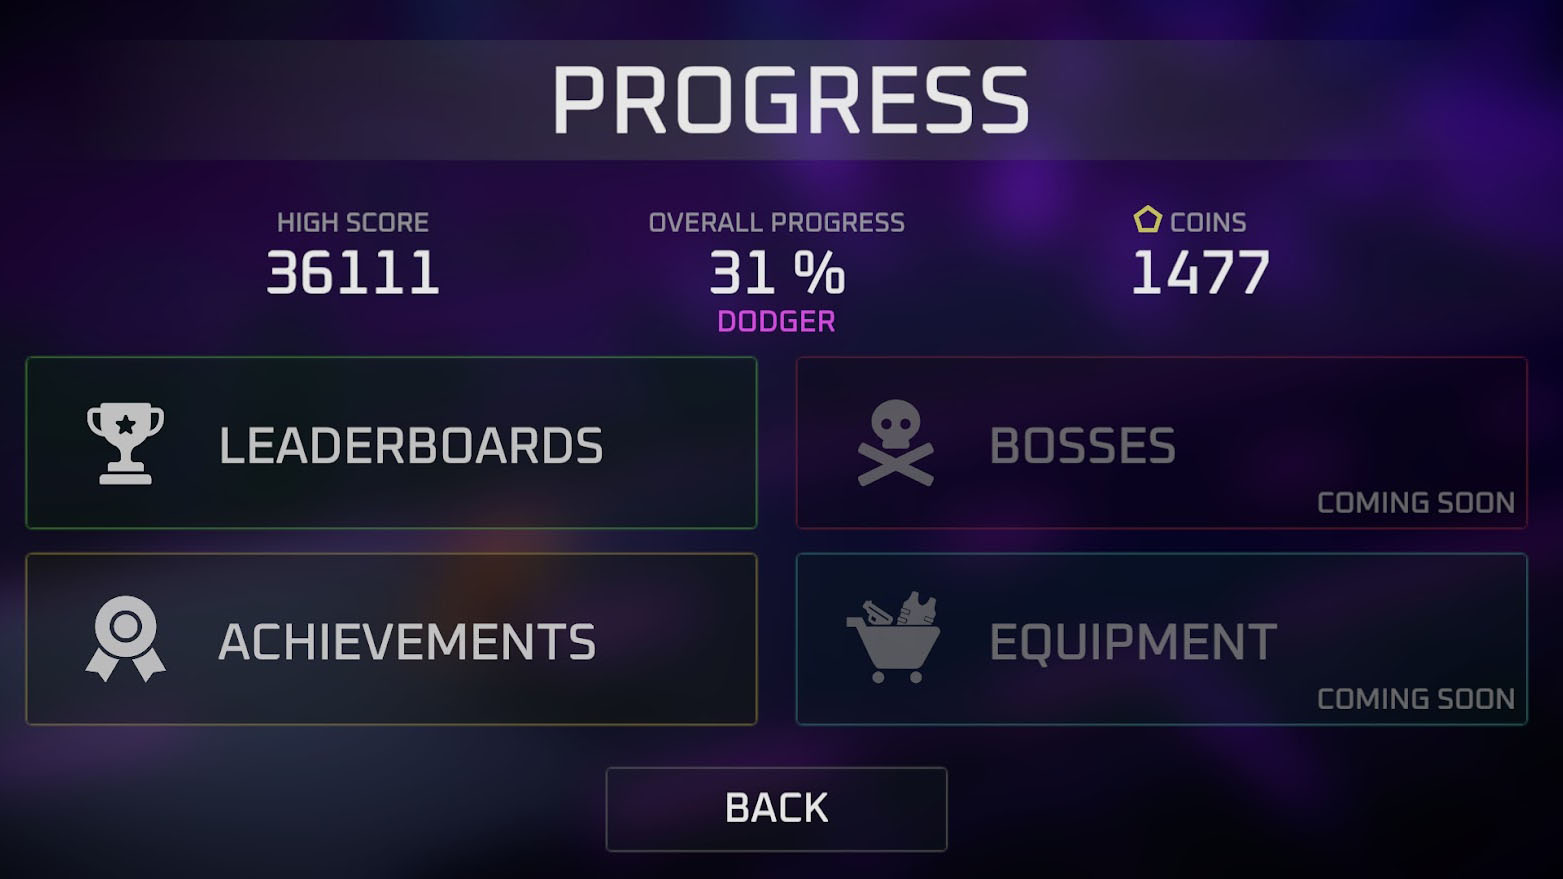 PROGRESS
HIGH SCORE
36111
OVERALL PROGRESS
31 %
DODGER
COINS
1477
LEADERBOARDS
BOSSES
COMING SOON
ACHIEVEMENTS
EQUIPMENT
COMING SOON
BACK